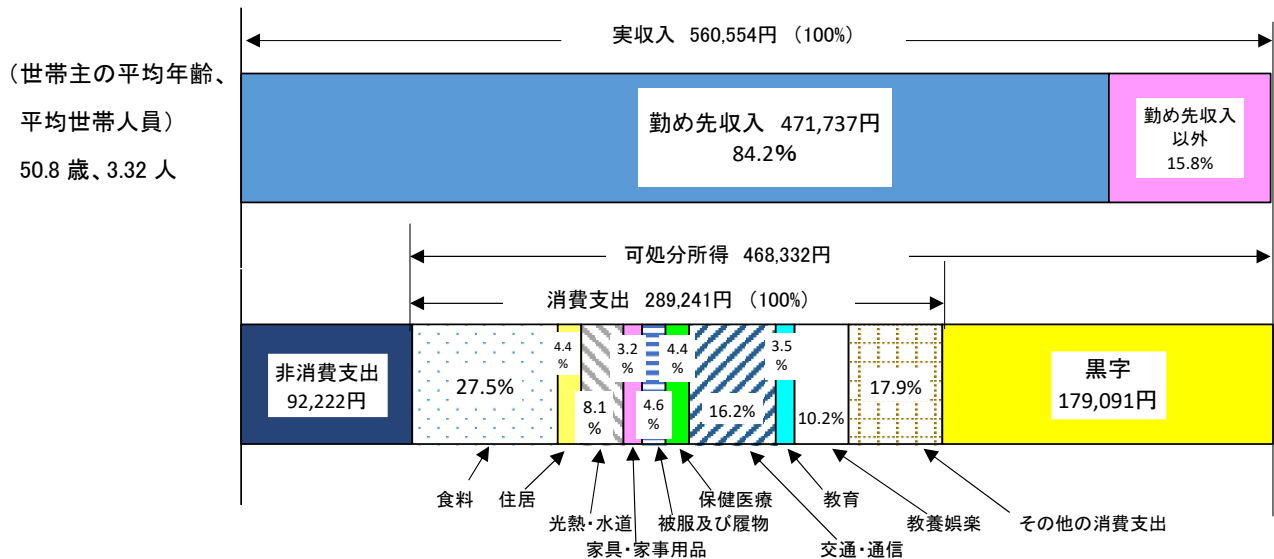 実収入 560,554円 (100%)
(世帯主の平均年齢、
平均世帯人員)
50.8 歳、3.32 人
勤め先収入 471,737円
84.2%
勤め先収入
以外
15.8%
可処分所得 468,332円
消費支出 289,241円 (100%)
非消費支出
92,222円
27.5%
4.4
%
8.1
%
3.2
%
4.6
%
4.4
%
16.2%
3.5
%
10.2%
17.9%
黒字
179,091円
食料
住居
光熱・水道
家具・家事用品
被服及び履物
保健医療
交通・通信
教育
教養娯楽
その他の消費支出